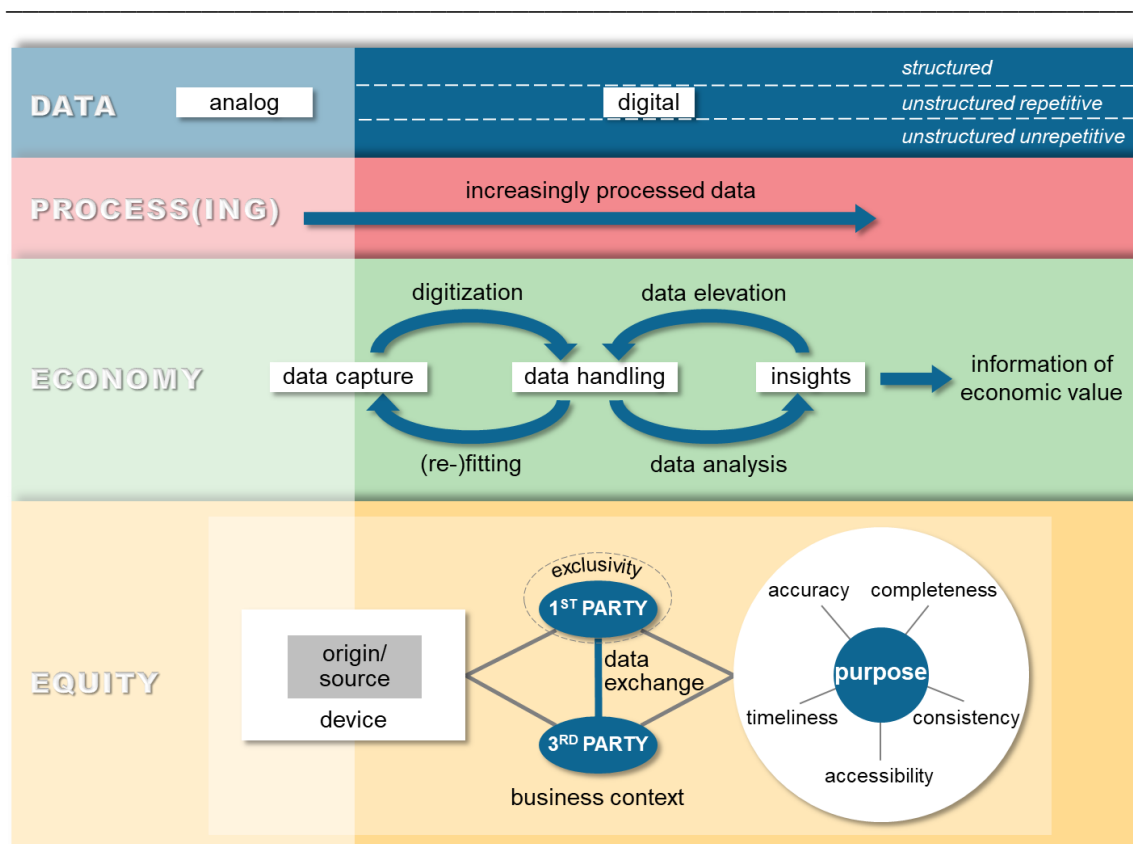 structured
DATA
analog
digital
unstructured repetitive
unstructured unrepetitive
PROCESS(ING)
increasingly processed data
digitization
data elevation
ECONOMY
data capture
data handling
insights
information of
economic value
(re-)fitting
data analysis
EQUITY
origin/
source
device
exclusivity
1ST PARTY
data
exchange
3RD PARTY
business context
accuracy
completeness
purpose
timeliness
consistency
accessibility